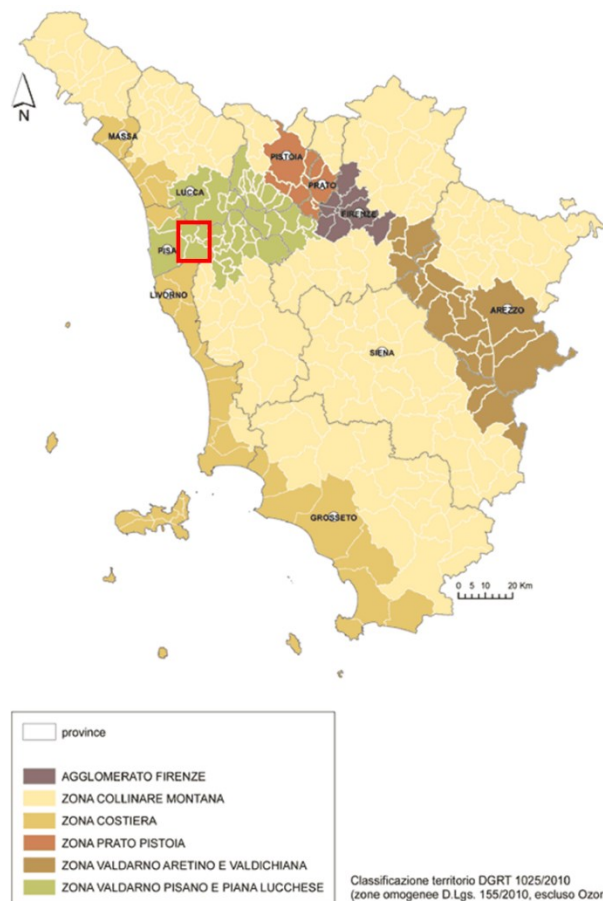 N
MASSA
PISTOIA
PRATO
LUCCA
FIRENZE
PISA
LIVORNO
AREZZO
SIENA
GROSSETO
0 5 10 20 Km
province
AGGLOMERATO FIRENZE
ZONA COLLINARE MONTANA
ZONA COSTIERA
ZONA PRATO PISTOIA
ZONA VALDARNO ARETINO E VALDICHIANA
ZONA VALDARNO PISANO E PIANA LUCCHESE
Classificazione territorio DGRT 1025/2010
(zone omogenee D.Lgs. 155/2010, escluso Ozon